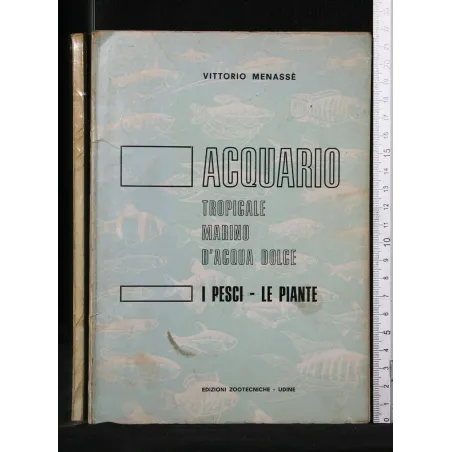 VITTORIO MENASSÈ
ACQUARIO
TROPICALE
MARINO
D'ACQUA DOLCE
I PESCI - LE PIANTE
EDIZIONI ZOOTECNICHE - UDINE